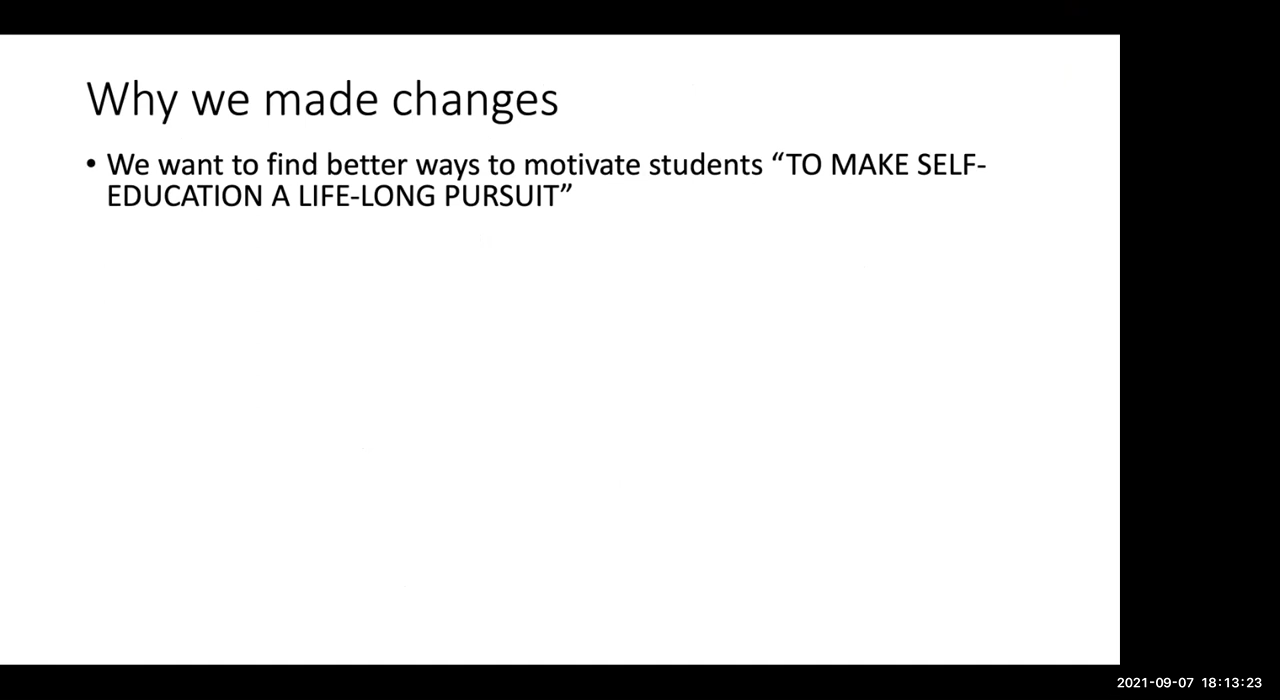 Why we made changes
• We want to find better ways to motivate students “TO MAKE SELF-
EDUCATION A LIFE-LONG PURSUIT”
2021-09-07 18:13:23